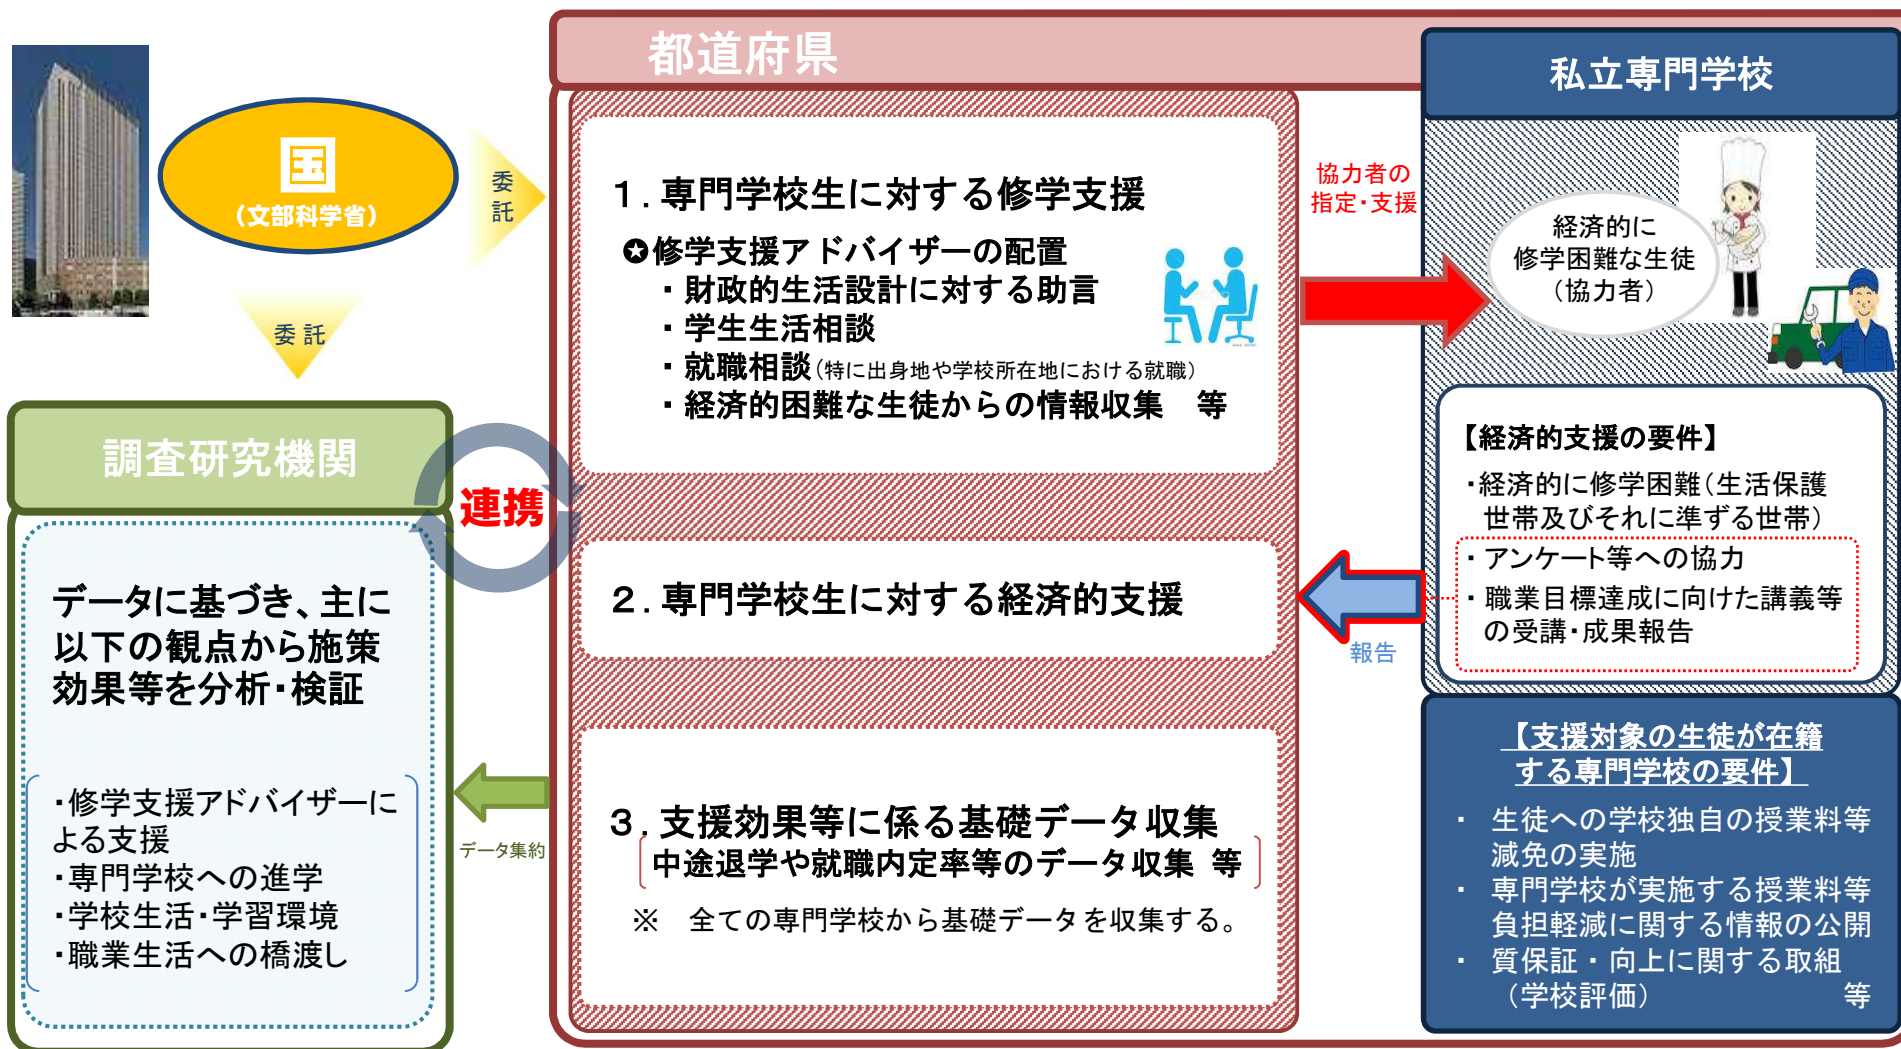 都道府県
私立専門学校
国
（文部科学省）
委
託
委 託
１．専門学校生に対する修学支援
✪修学支援アドバイザーの配置
・財政的生活設計に対する助言
・学生生活相談
・就職相談（特に出身地や学校所在地における就職）
・経済的困難な生徒からの情報収集　等
協力者の
指定・支援
経済的に
修学困難な生徒
（協力者）
【経済的支援の要件】
・経済的に修学困難（生活保護
世帯及びそれに準ずる世帯）
・アンケート等への協力
・職業目標達成に向けた講義等
の受講・成果報告
調査研究機関
連携
データに基づき、主に
以下の観点から施策
効果等を分析・検証
・修学支援アドバイザーに
よる支援
・専門学校への進学
・学校生活・学習環境
・職業生活への橋渡し
２．専門学校生に対する経済的支援
報告
データ集約
３．支援効果等に係る基礎データ収集
中途退学や就職内定率等のデータ収集 等
※　全ての専門学校から基礎データを収集する。
【支援対象の生徒が在籍
する専門学校の要件】
・ 生徒への学校独自の授業料等
減免の実施
・ 専門学校が実施する授業料等
負担軽減に関する情報の公開
・ 質保証・向上に関する取組
（学校評価）　等